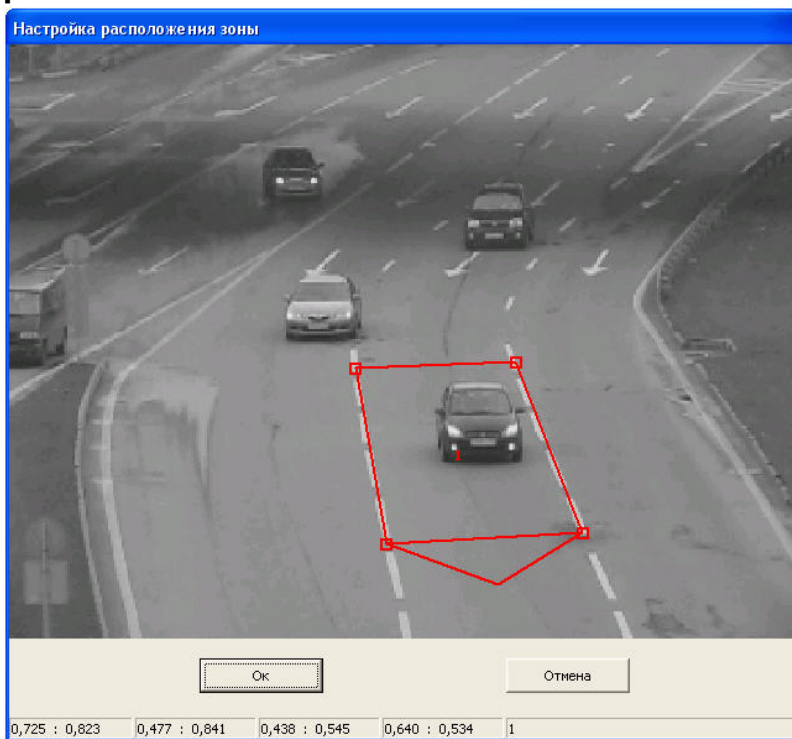 Настройка расположения зоны
1
Ок
Отмена
0,725 : 0,823 0,477 : 0,841 0,438 : 0,545 0,640 : 0,534 1